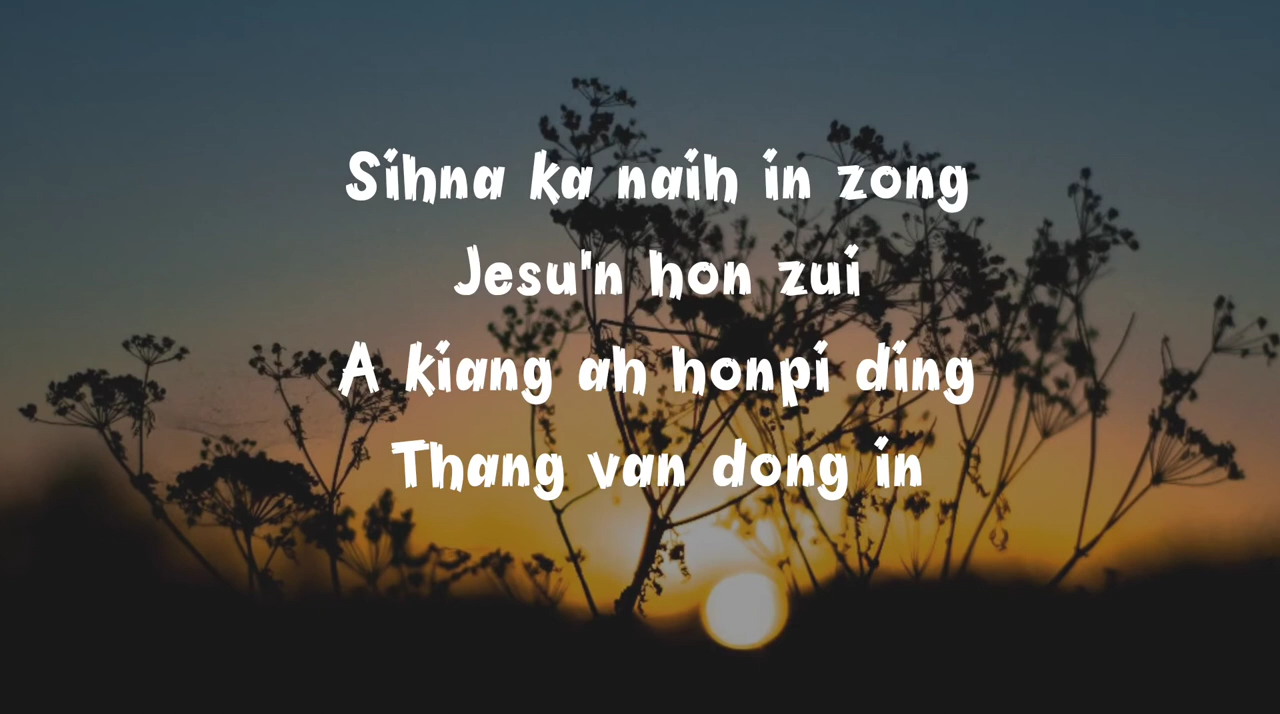 Sihna ka naih in zong
Jesu'n hon zui
A kiang ah honpi ding
Thang van dong in